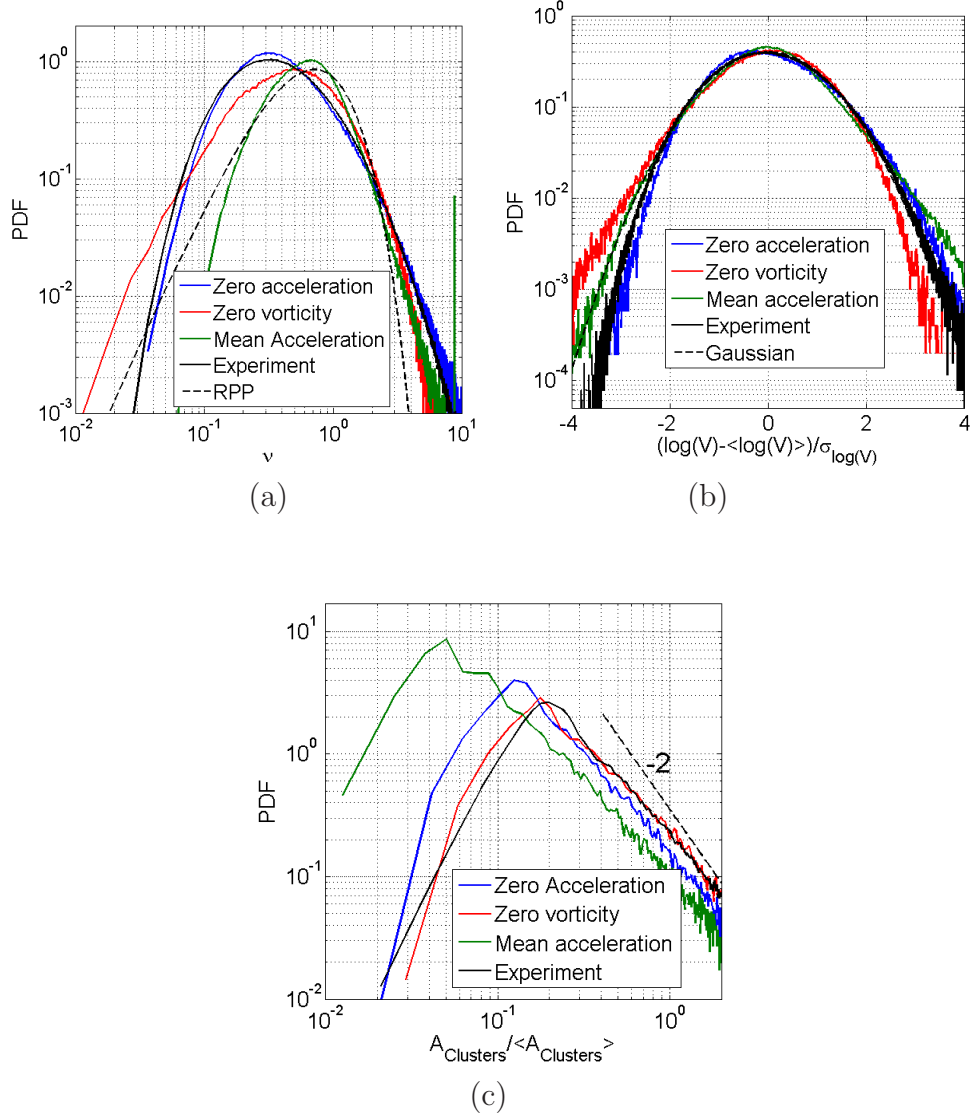 10^0
10^-1
10^-2
10^-3
PDF
10^-2
10^-1
10^0
10^1
ν
Zero acceleration
Zero vorticity
Mean Acceleration
Experiment
RPP
(a)
10^0
10^-1
10^-2
10^-3
10^-4
PDF
-4
-2
0
2
4
(log(V)-<log(V)>)/σ_log(V)
Zero acceleration
Zero vorticity
Mean acceleration
Experiment
Gaussian
(b)
10^1
10^0
10^-1
10^-2
PDF
10^-2
10^-1
10^0
A_Clusters/<A_Clusters>
-2
Zero Acceleration
Zero vorticity
Mean acceleration
Experiment
(c)